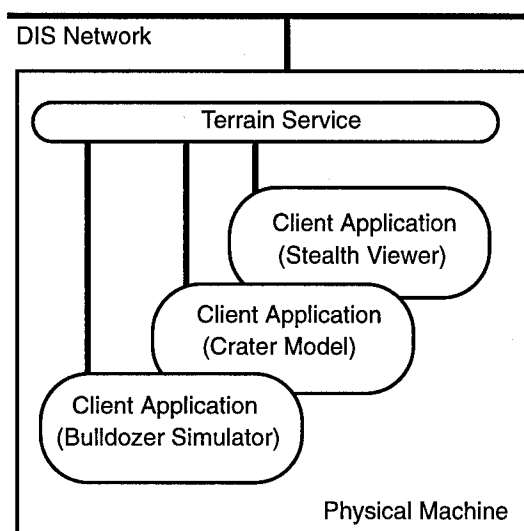 DIS Network
Terrain Service
Client Application
(Stealth Viewer)
Client Application
(Crater Model)
Client Application
(Bulldozer Simulator)
Physical Machine